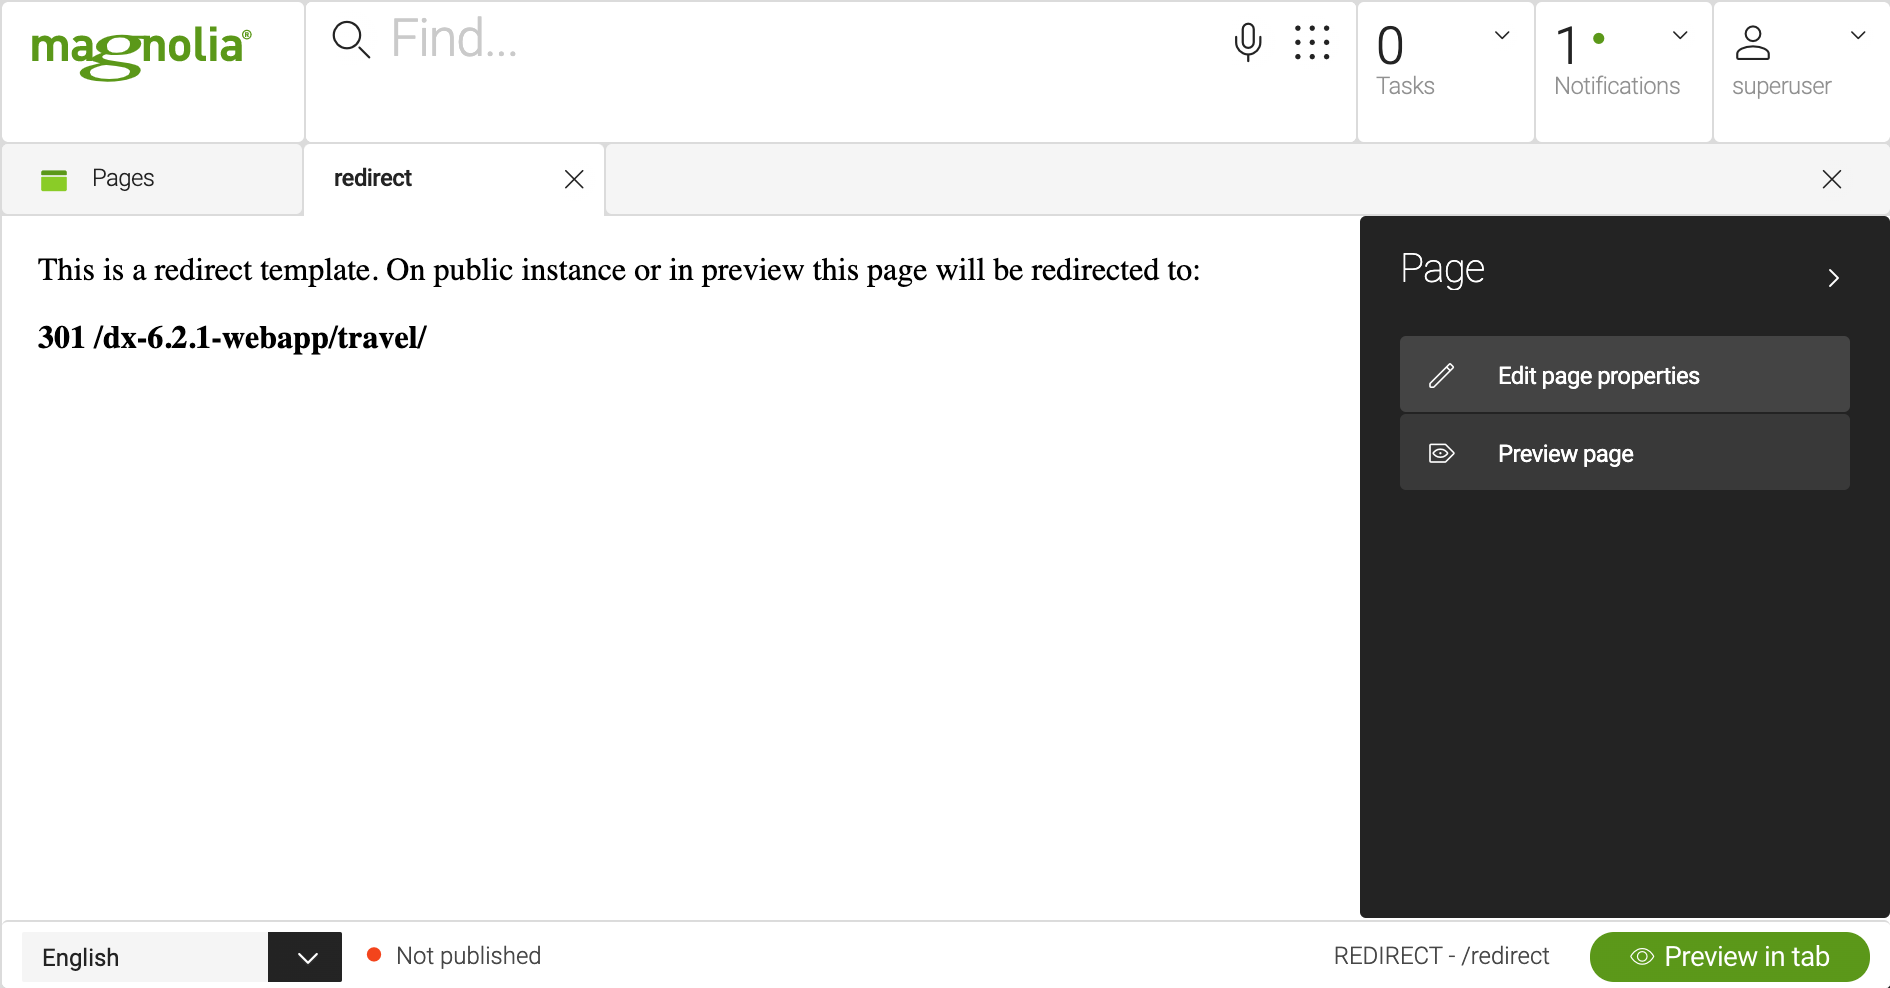 magnolia®
Find...
0
Tasks
1
Notifications
superuser
Pages
redirect
This is a redirect template. On public instance or in preview this page will be redirected to:
301 /dx-6.2.1-webapp/travel/
Page
Edit page properties
Preview page
English
Not published
REDIRECT - /redirect
Preview in tab